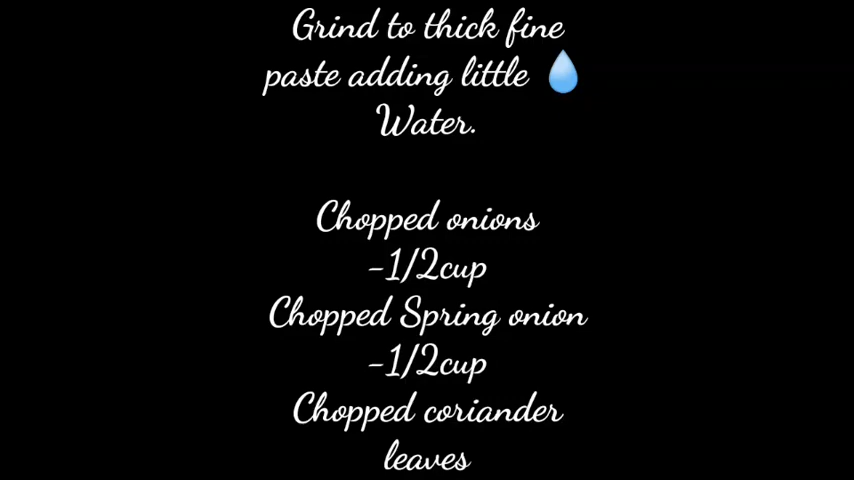 Grind to thick fine
paste adding little 💧
Water.
Chopped onions
-1/2cup
Chopped Spring onion
-1/2cup
Chopped coriander
leaves